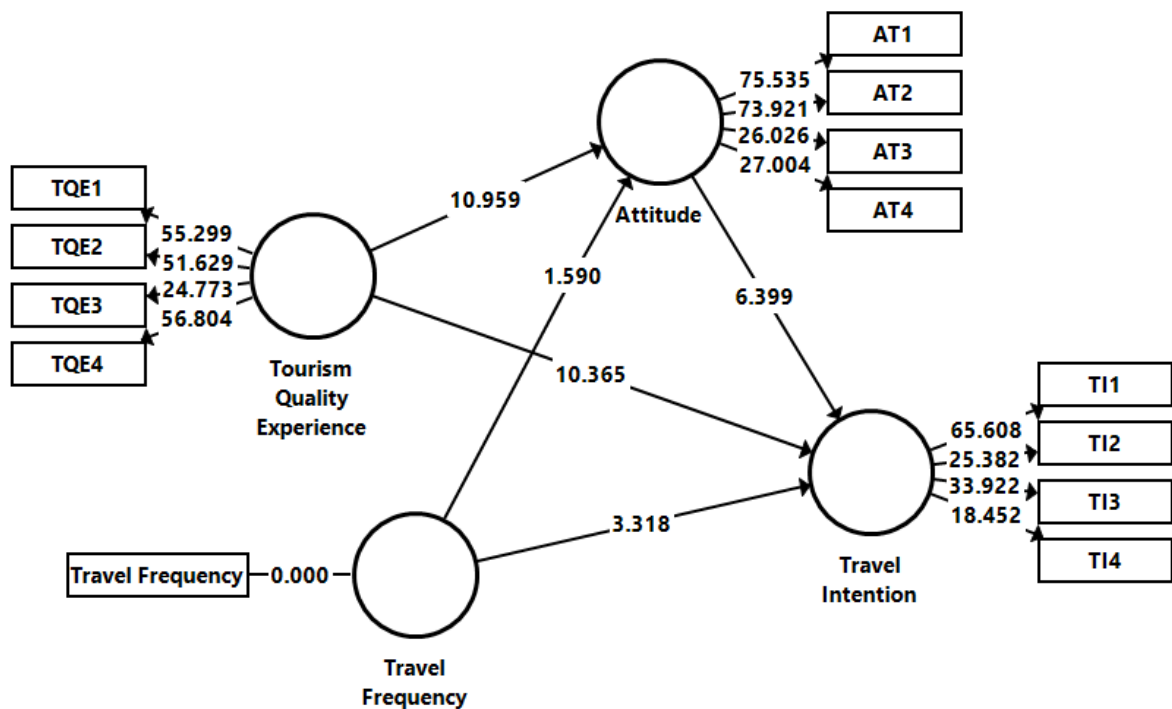 AT1
75.535
AT2
73.921
26.026
AT3
27.004
AT4
Attitude
TQE1
55.299
TQE2
51.629
24.773
TQE3
56.804
TQE4
Tourism
Quality
Experience
10.959
1.590
6.399
10.365
3.318
TI1
65.608
TI2
25.382
33.922
TI3
18.452
TI4
Travel
Intention
Travel Frequency
0.000
Travel
Frequency